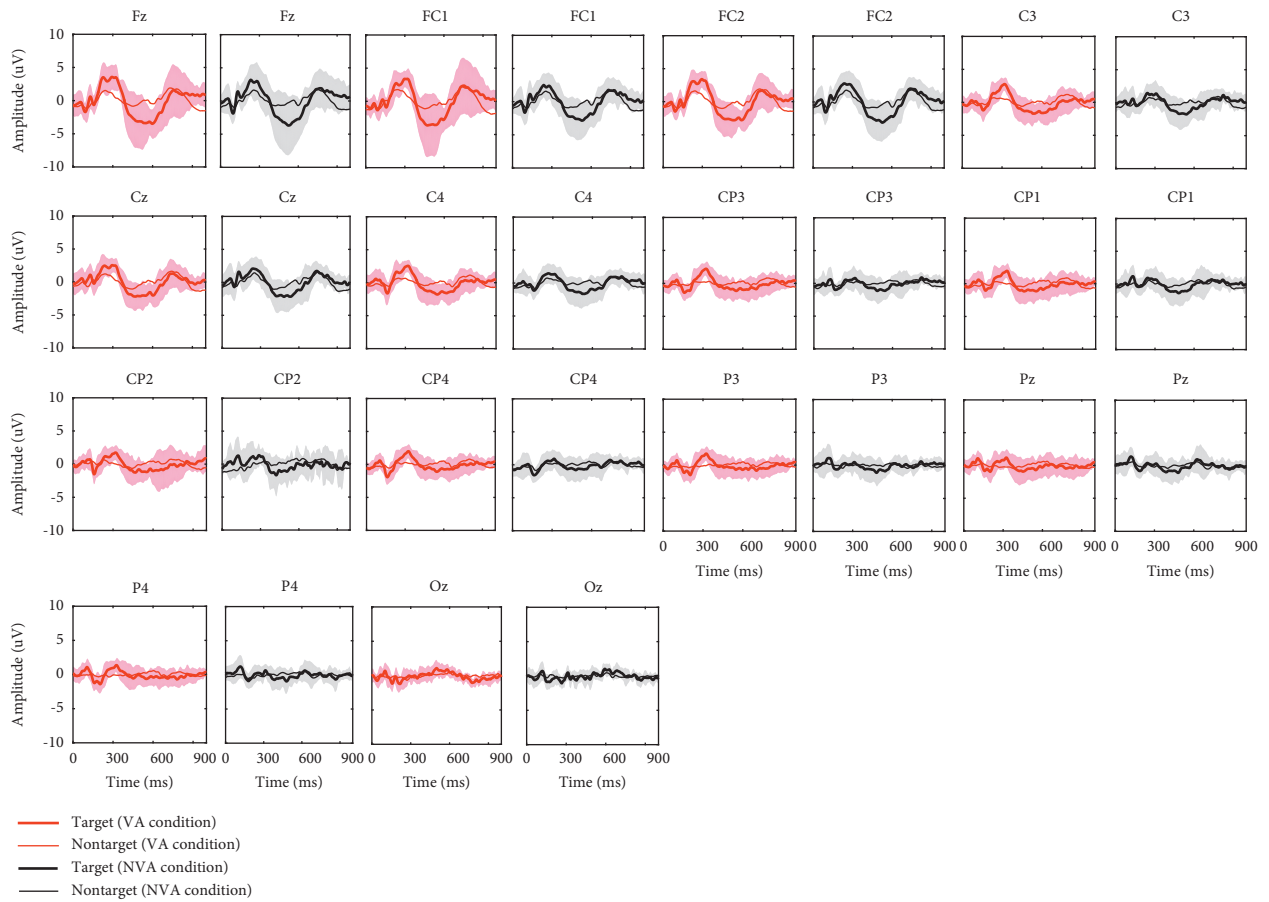 Fz Fz FC1 FC1 FC2 FC2 C3 C3
Amplitude (uV)
10
5
0
-5
-10
Cz Cz C4 C4 CP3 CP3 CP1 CP1
Amplitude (uV)
10
5
0
-5
-10
CP2 CP2 CP4 CP4 P3 P3 Pz Pz
Amplitude (uV)
10
5
0
-5
-10
0 300 600 900 0 300 600 900 0 300 600 900 0 300 600 900
Time (ms) Time (ms) Time (ms) Time (ms)
P4 P4 Oz Oz
Amplitude (uV)
10
5
0
-5
-10
0 300 600 900 0 300 600 900 0 300 600 900 0 300 600 900
Time (ms) Time (ms) Time (ms) Time (ms)
Target (VA condition)
Nontarget (VA condition)
Target (NVA condition)
Nontarget (NVA condition)